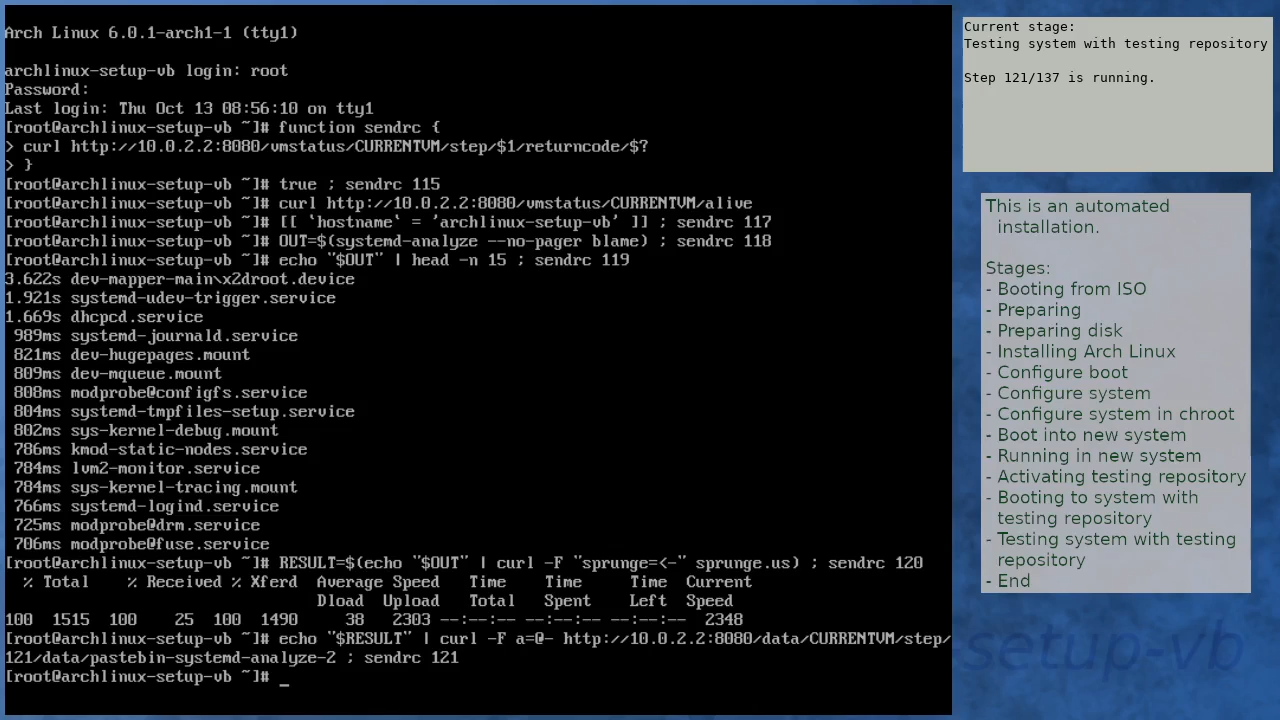 Arch Linux 6.0.1-arch1-1 (tty1)
archlinux-setup-vb login: root
Password:
Last login: Thu Oct 13 08:56:10 on tty1
[root@archlinux-setup-vb ~]# function sendrc {
> curl http://10.0.2.2:8080/vmstatus/CURRENTVM/step/$1/returncode/$?
> }
[root@archlinux-setup-vb ~]# true ; sendrc 115
[root@archlinux-setup-vb ~]# curl http://10.0.2.2:8080/vmstatus/CURRENTVM/alive
[root@archlinux-setup-vb ~]# [[ `hostname` = 'archlinux-setup-vb' ]] ; sendrc 117
[root@archlinux-setup-vb ~]# OUT=$(systemd-analyze --no-pager blame) ; sendrc 118
[root@archlinux-setup-vb ~]# echo "$OUT" | head -n 15 ; sendrc 119
3.622s dev-mapper-main\x2droot.device
1.921s systemd-udev-trigger.service
1.669s dhcpcd.service
 989ms systemd-journald.service
 821ms dev-hugepages.mount
 809ms dev-mqueue.mount
 808ms modprobe@configfs.service
 804ms systemd-tmpfiles-setup.service
 802ms sys-kernel-debug.mount
 786ms kmod-static-nodes.service
 784ms lvm2-monitor.service
 784ms sys-kernel-tracing.mount
 766ms systemd-logind.service
 725ms modprobe@drm.service
 706ms modprobe@fuse.service
[root@archlinux-setup-vb ~]# RESULT=$(echo "$OUT" | curl -F "sprunge=<-" sprunge.us) ; sendrc 120
  % Total    % Received % Xferd  Average Speed   Time    Time     Time  Current
                                 Dload  Upload   Total   Spent    Left  Speed
100  1515  100    25  100  1490     38   2303 --:--:-- --:--:-- --:--:--  2348
[root@archlinux-setup-vb ~]# echo "$RESULT" | curl -F a=@- http://10.0.2.2:8080/data/CURRENTVM/step/
121/data/pastebin-systemd-analyze-2 ; sendrc 121
[root@archlinux-setup-vb ~]# _
Current stage:
Testing system with testing repository
Step 121/137 is running.
This is an automated
installation.
Stages:
- Booting from ISO
- Preparing
- Preparing disk
- Installing Arch Linux
- Configure boot
- Configure system
- Configure system in chroot
- Boot into new system
- Running in new system
- Activating testing repository
- Booting to system with
testing repository
- Testing system with testing
repository
- End
setup-vb